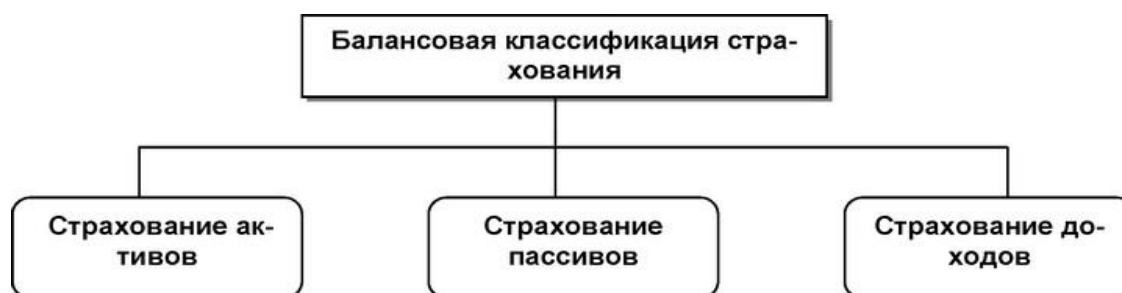 Балансовая классификация стра-
хования
Страхование ак-
тивов
Страхование
пассивов
Страхование до-
ходов